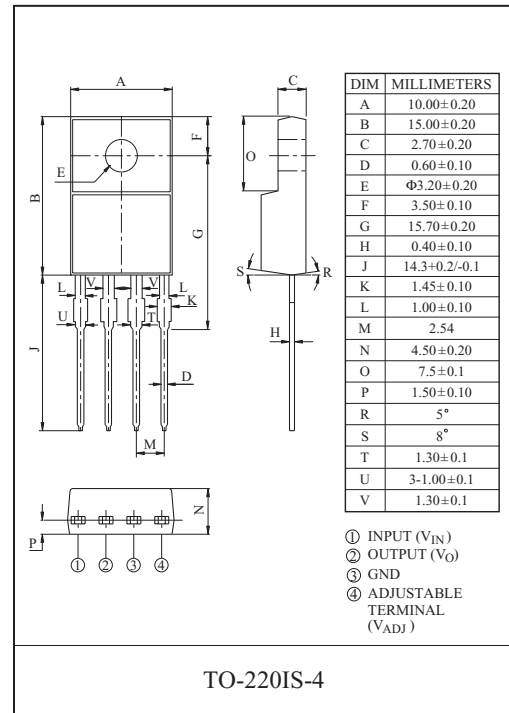 A
C
F
E
O
B
G
L
V
V
L
K
S
R
U
T
H
J
D
M
N
P
① ② ③ ④
DIM MILLIMETERS
A 10.00±0.20
B 15.00±0.20
C 2.70±0.20
D 0.60±0.10
E Φ3.20±0.20
F 3.50±0.10
G 15.70±0.20
H 0.40±0.10
J 14.3+0.2/-0.1
K 1.45±0.10
L 1.00±0.10
M 2.54
N 4.50±0.20
O 7.5±0.1
P 1.50±0.10
R 5°
S 8°
T 1.30±0.1
U 3-1.00±0.1
V 1.30±0.1
① INPUT (VIN)
② OUTPUT (VO)
③ GND
④ ADJUSTABLE
TERMINAL
(VADJ )
TO-220IS-4